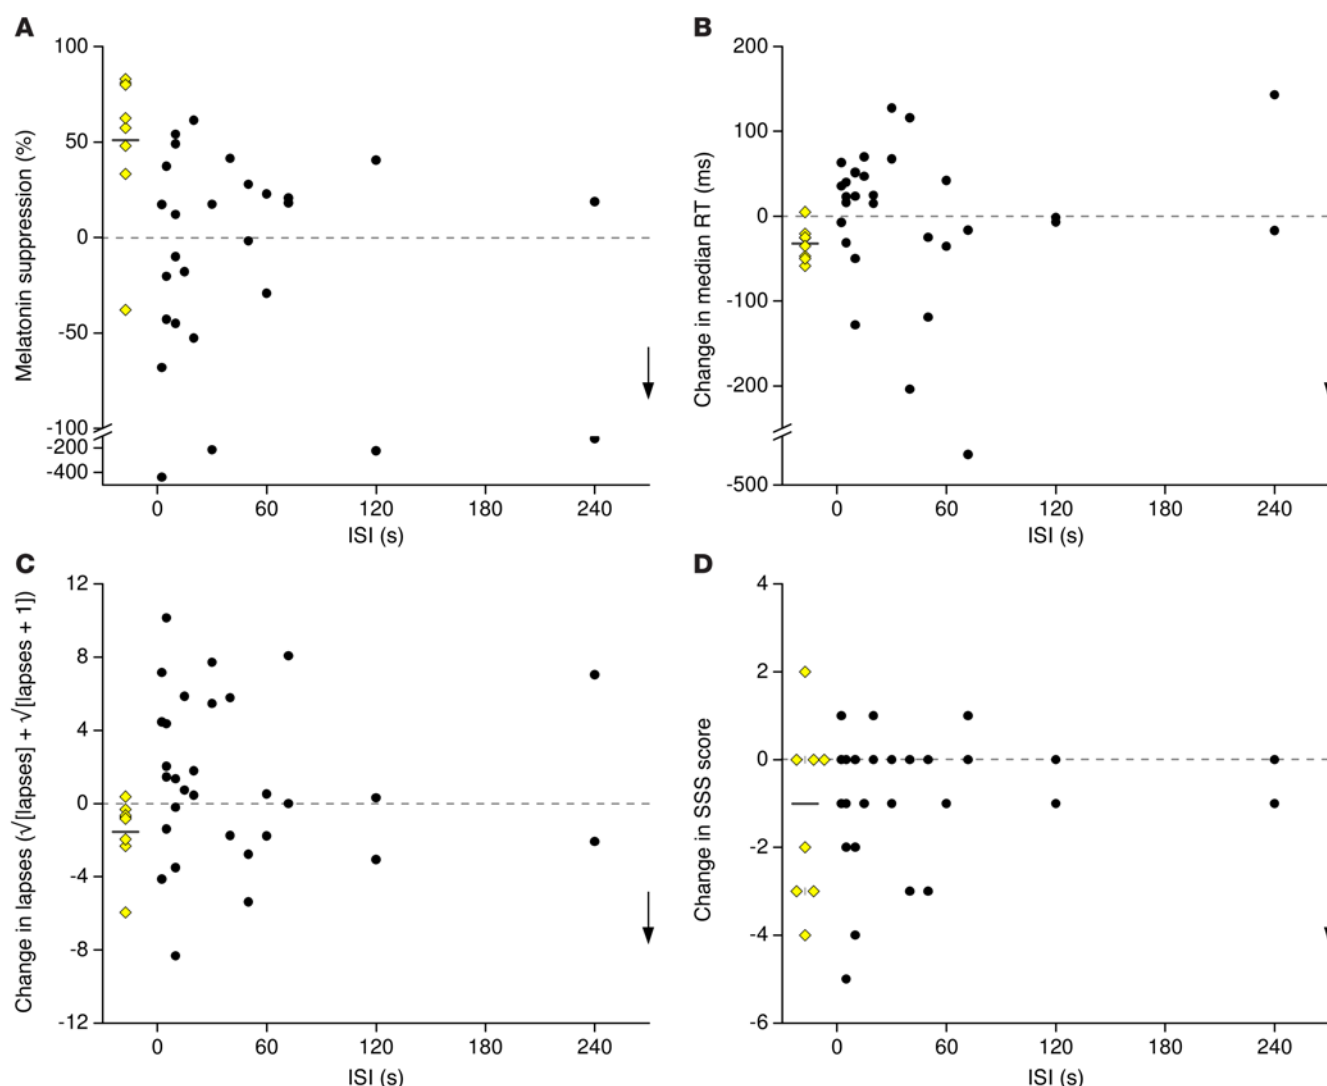 A
Melatonin suppression (%)
100
50
0
-50
-100
-200
-400
0 60 120 180 240
ISI (s)
B
Change in median RT (ms)
200
100
0
-100
-200
-500
0 60 120 180 240
ISI (s)
C
Change in lapses (√[lapses] + √[lapses + 1])
12
8
4
0
-4
-8
-12
0 60 120 180 240
ISI (s)
D
Change in SSS score
4
2
0
-2
-4
-6
0 60 120 180 240
ISI (s)